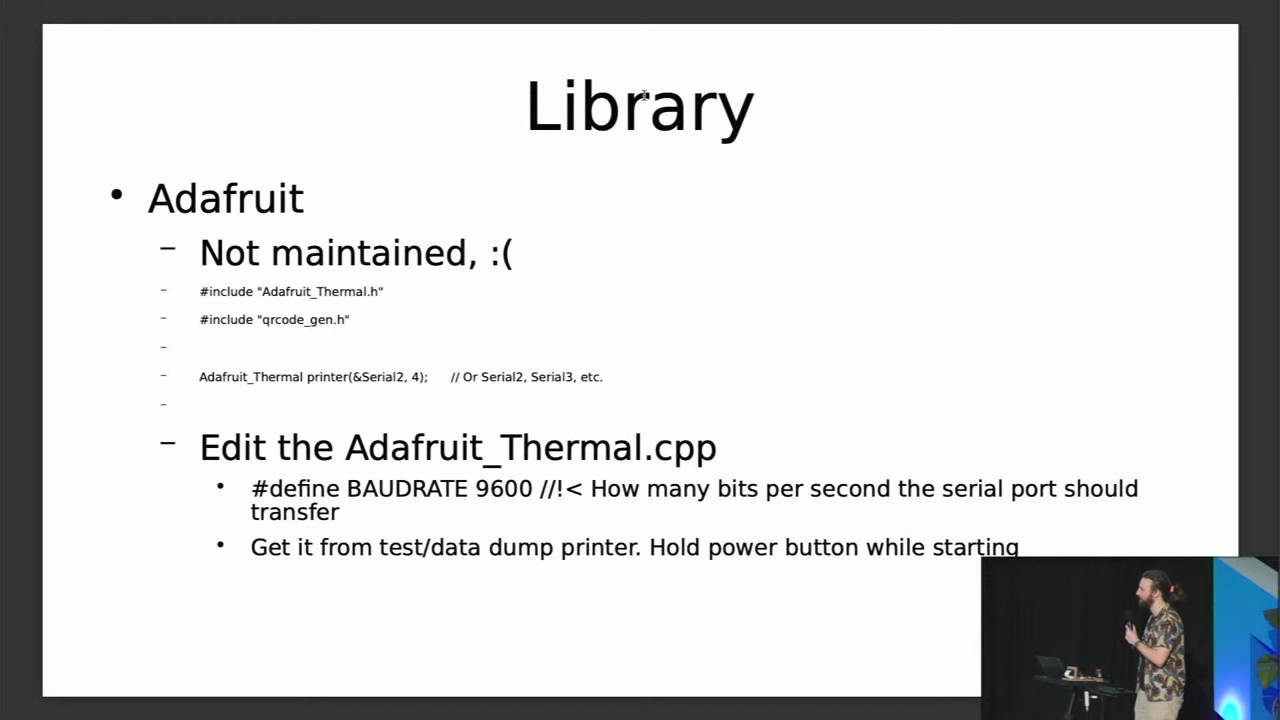 Library
• Adafruit
– Not maintained, :(
– #include "Adafruit_Thermal.h"
– #include "qrcode_gen.h"
–
– Adafruit_Thermal printer(&Serial2, 4); // Or Serial2, Serial3, etc.
–
– Edit the Adafruit_Thermal.cpp
• #define BAUDRATE 9600 //!< How many bits per second the serial port should
transfer
• Get it from test/data dump printer. Hold power button while starting